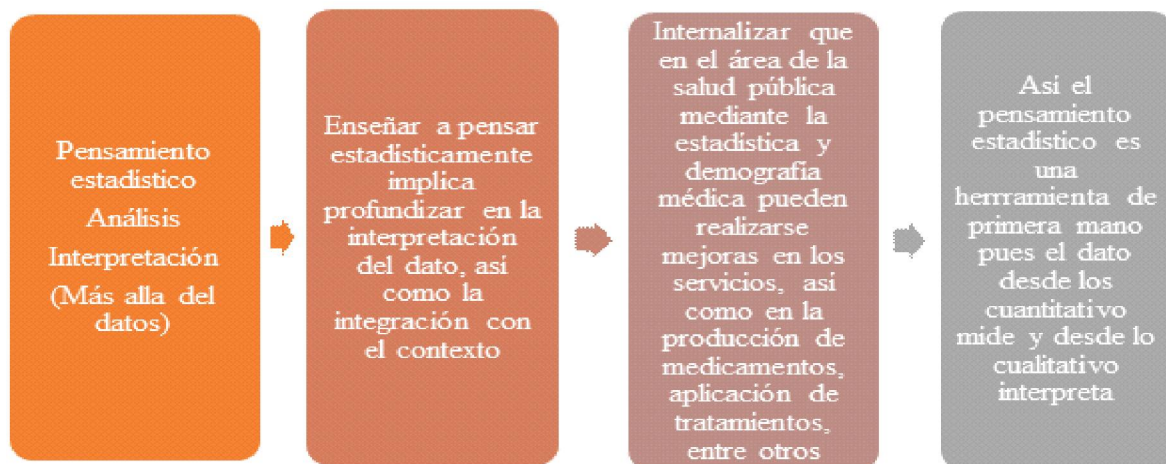 Pensamiento
estadístico
Análisis
Interpretación
(Más alla del
datos)
Enseñar a pensar
estadísticamente
implica
profundizar en la
interpretación
del dato, así
como la
integración con
el contexto
Internalizar que
en el área de la
salud pública
mediante la
estadística y
demografía
médica pueden
realizarse
mejoras en los
servicios, así
como en la
producción de
medicamentos,
aplicación de
tratamientos,
entre otros
Así el
pensamiento
estadístico es
una
herrramienta de
primera mano
pues el dato
desde los
cuantitativo
mide y desde lo
cualitativo
interpreta